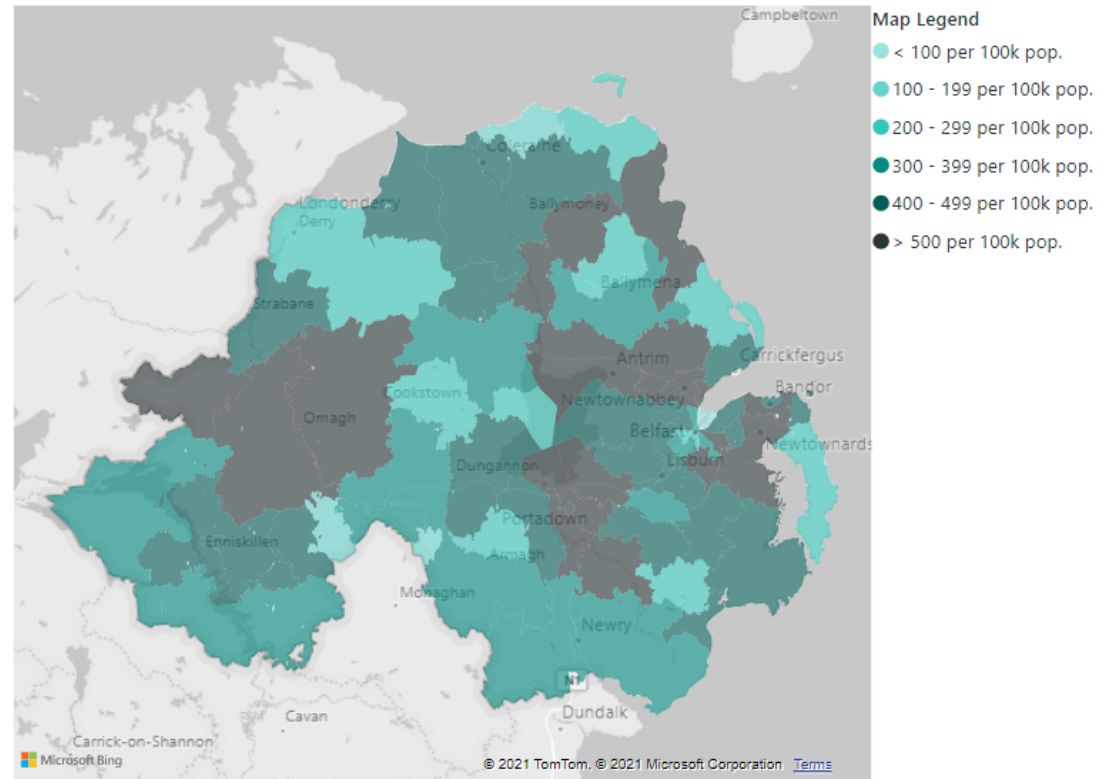 Campbeltown
Map Legend
< 100 per 100k pop.
100 - 199 per 100k pop.
200 - 299 per 100k pop.
300 - 399 per 100k pop.
400 - 499 per 100k pop.
> 500 per 100k pop.
Coleraine
Londonderry
Derry
Ballymoney
Ballymena
Strabane
Antrim
Carrickfergus
Cookstown
Bangor
Newtownabbey
Omagh
Belfast
Newtownards
Dungannon
Lisburn
Portadown
Enniskillen
Armagh
Monaghan
Newry
N1
Cavan
Dundalk
Carrick-on-Shannon
Microsoft Bing
© 2021 TomTom, © 2021 Microsoft Corporation Terms